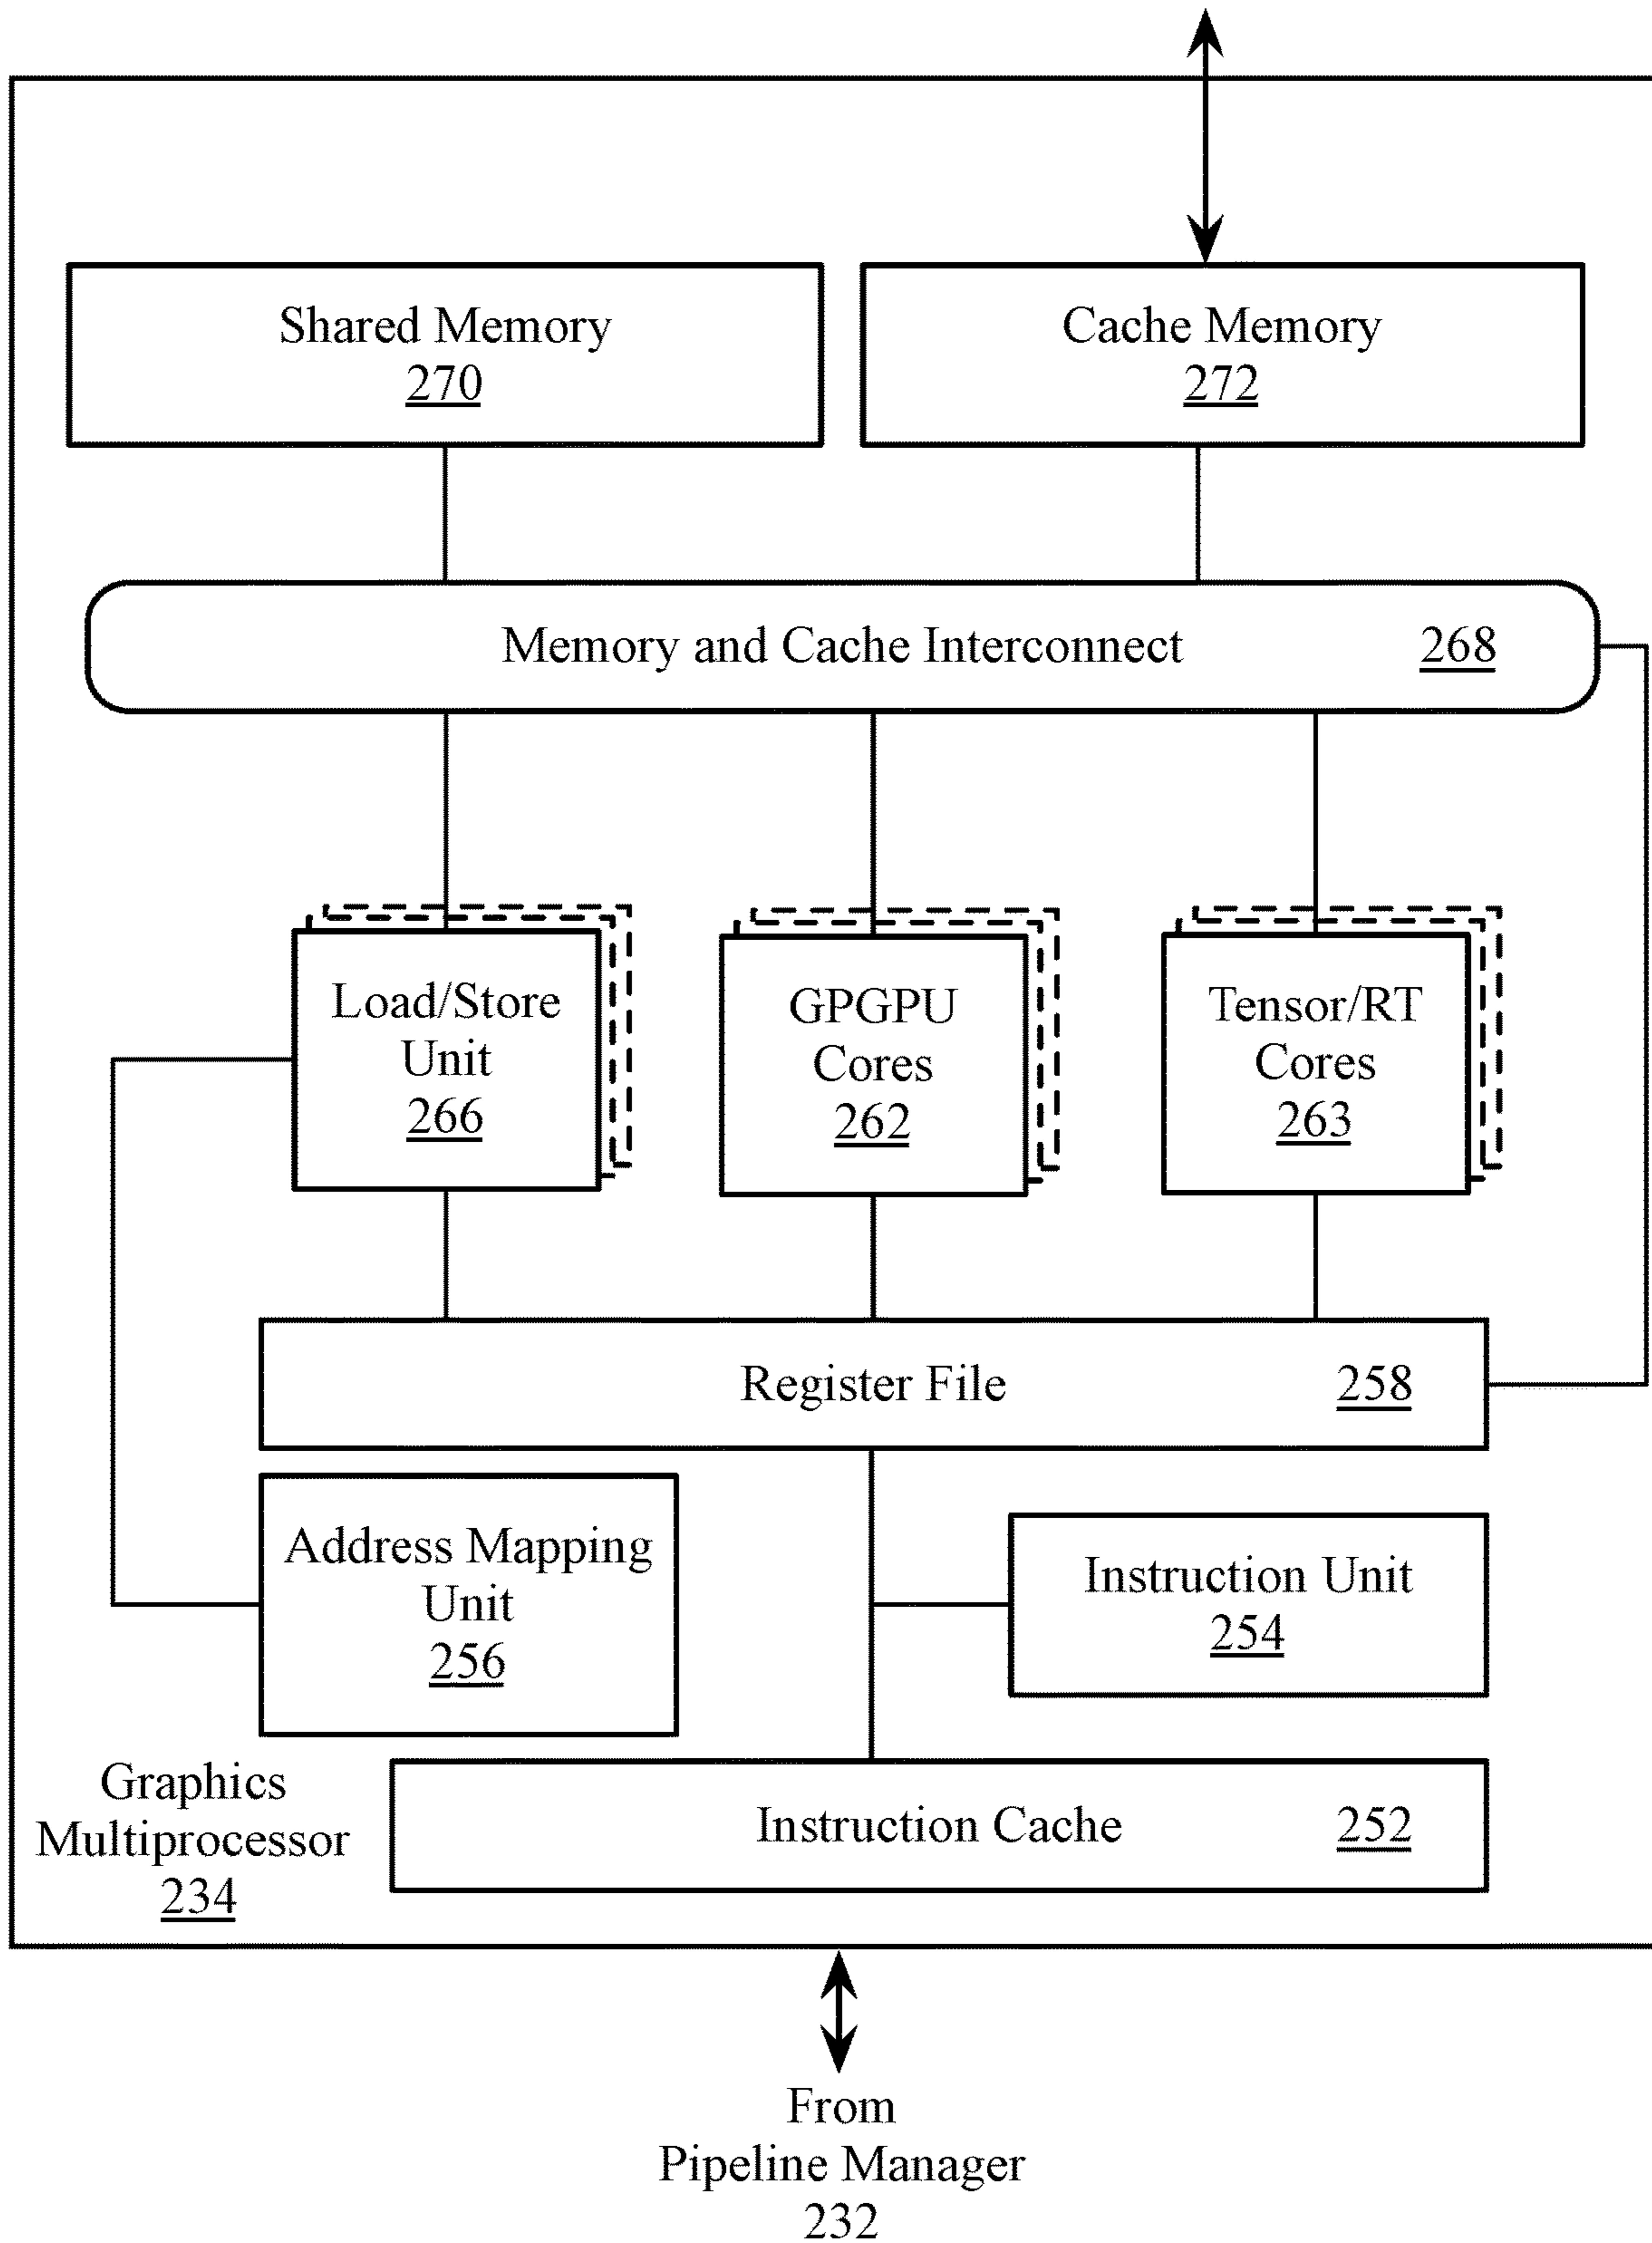 Shared Memory
270
Cache Memory
272
Memory and Cache Interconnect 268
Load/Store
Unit
266
GPGPU
Cores
262
Tensor/RT
Cores
263
Register File 258
Address Mapping
Unit
256
Instruction Unit
254
Graphics
Multiprocessor
234
Instruction Cache 252
From
Pipeline Manager
232